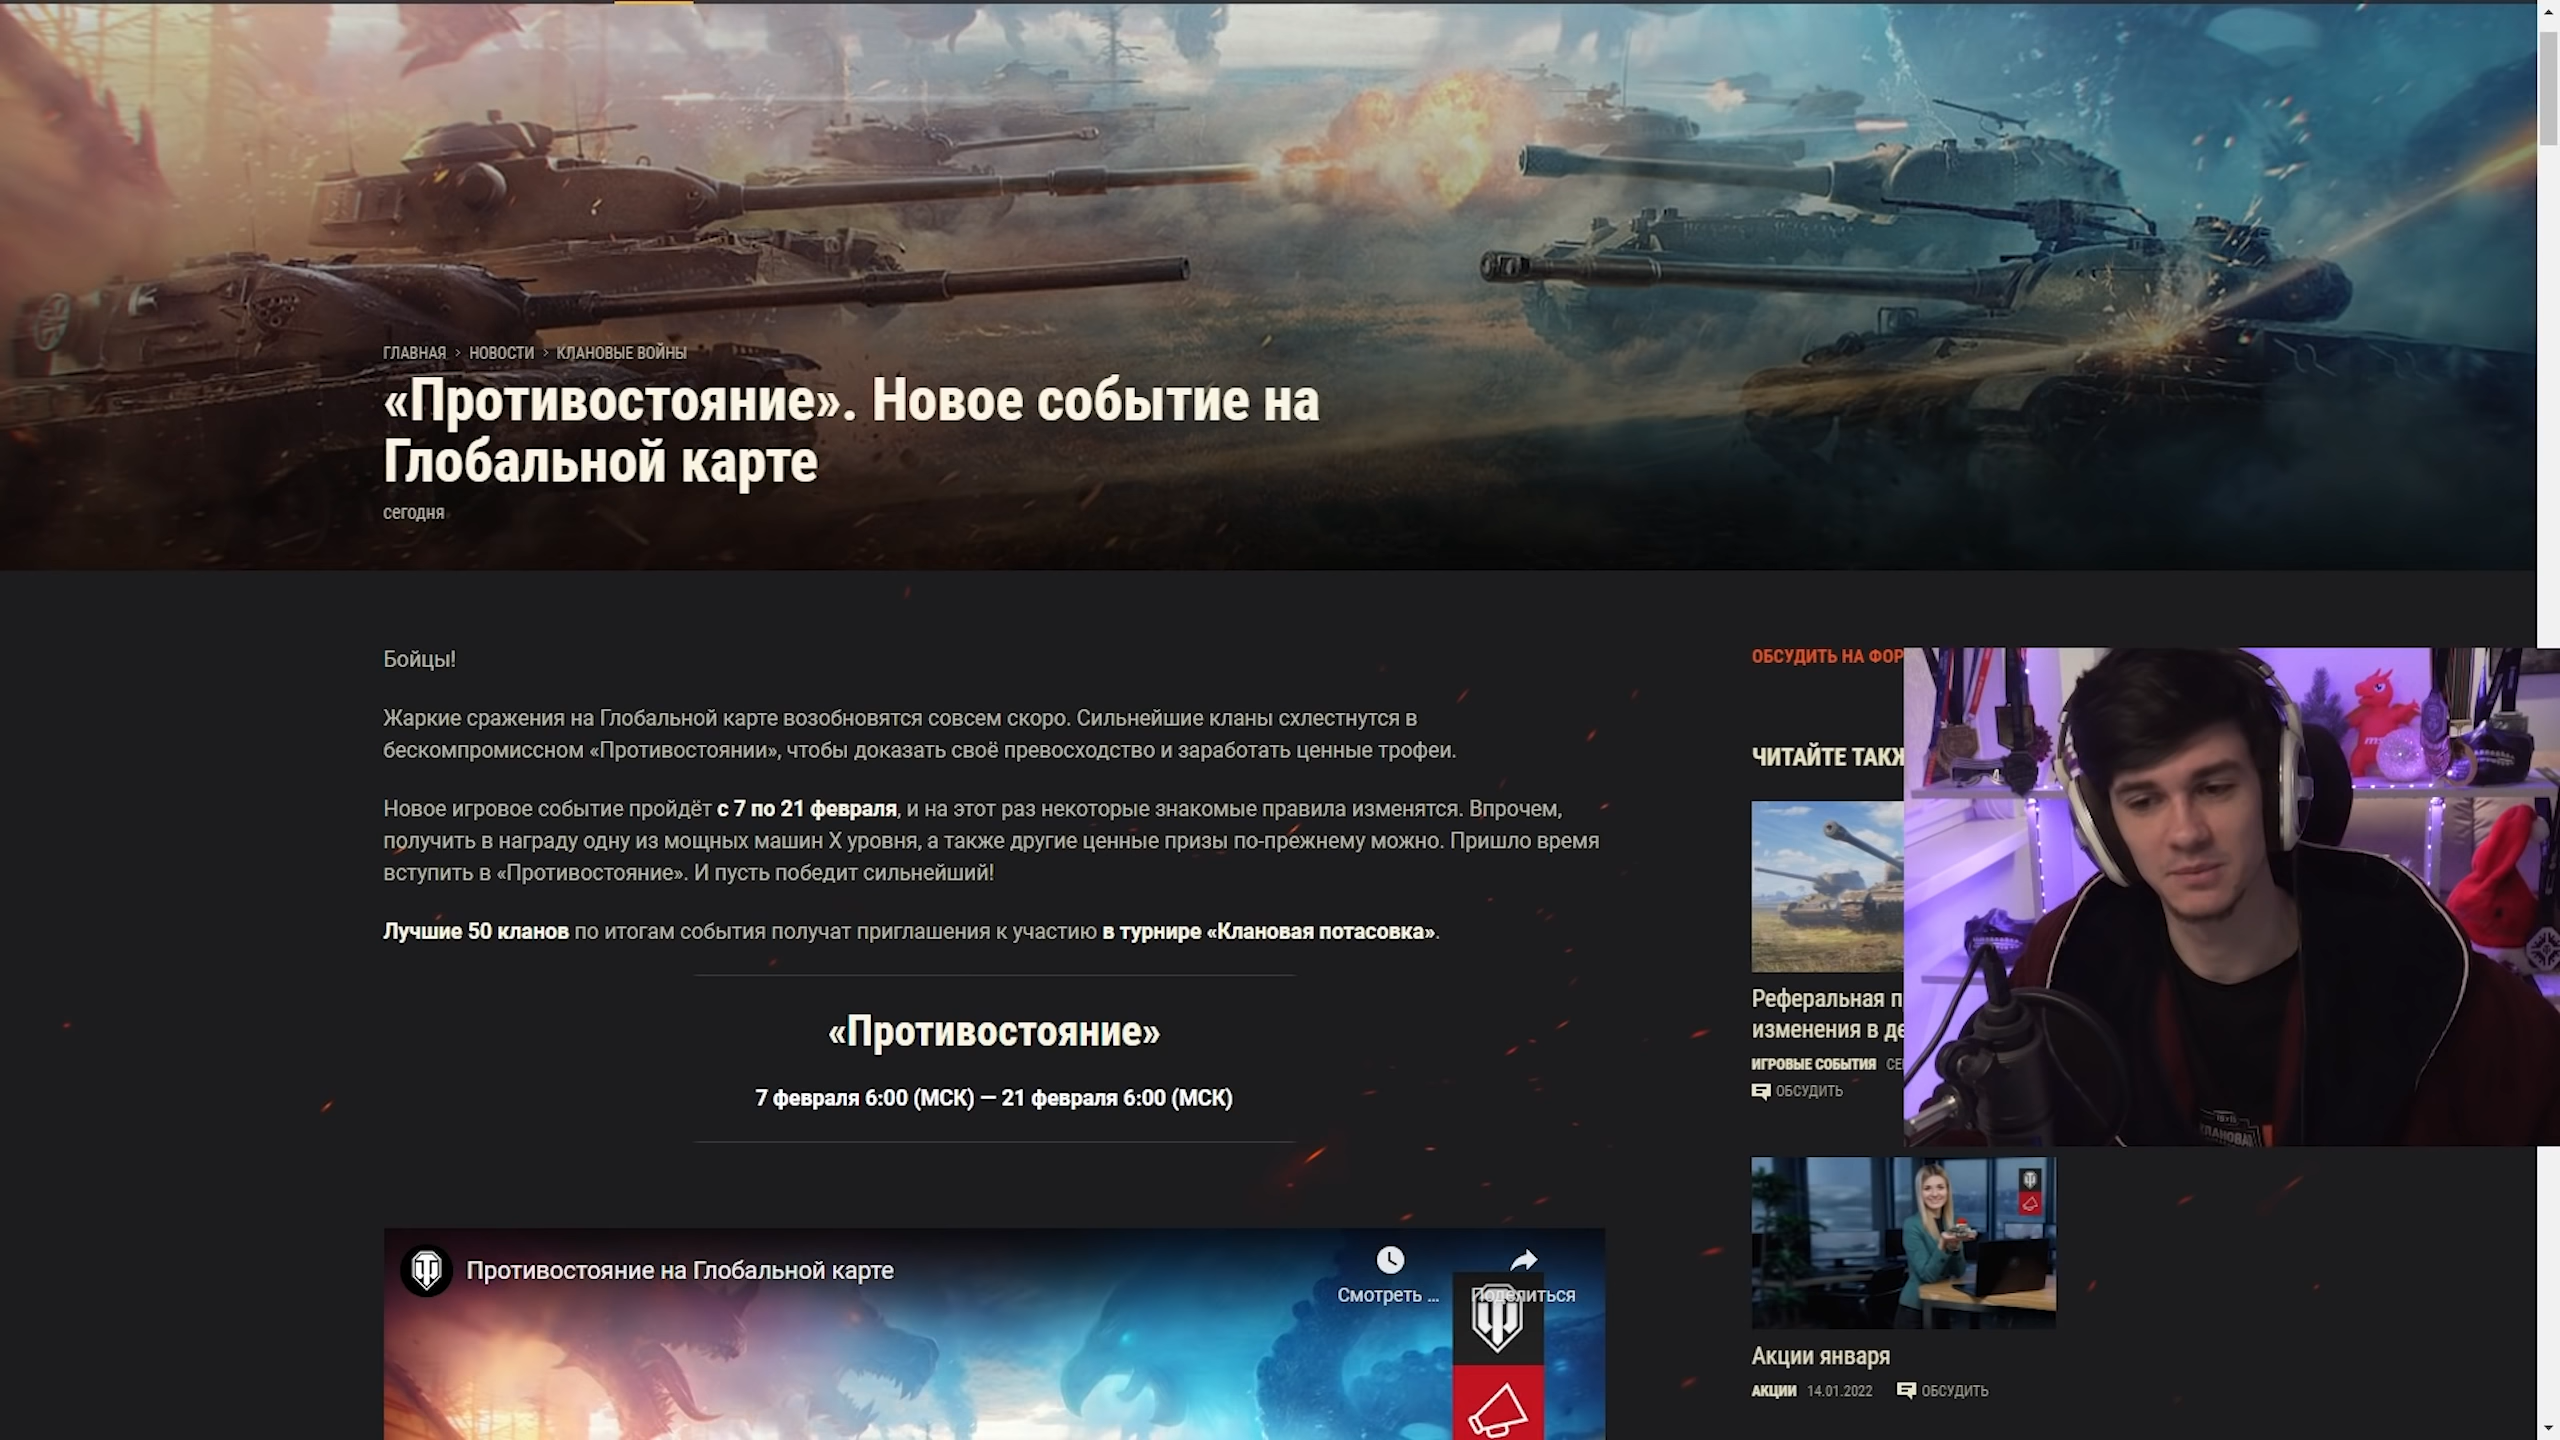 ГЛАВНАЯ > НОВОСТИ > КЛАНОВЫЕ ВОЙНЫ
«Противостояние». Новое событие на
Глобальной карте
сегодня
Бойцы!
Жаркие сражения на Глобальной карте возобновятся совсем скоро. Сильнейшие кланы схлестнутся в
бескомпромиссном «Противостоянии», чтобы доказать своё превосходство и заработать ценные трофеи.
Новое игровое событие пройдёт с 7 по 21 февраля, и на этот раз некоторые знакомые правила изменятся. Впрочем,
получить в награду одну из мощных машин X уровня, а также другие ценные призы по-прежнему можно. Пришло время
вступить в «Противостояние». И пусть победит сильнейший!
Лучшие 50 кланов по итогам события получат приглашения к участию в турнире «Клановая потасовка».
«Противостояние»
7 февраля 6:00 (МСК) — 21 февраля 6:00 (МСК)
Противостояние на Глобальной карте
Смотреть ...
Поделиться
ОБСУДИТЬ НА ФОР
ЧИТАЙТЕ ТАКЖ
Реферальная п
изменения в де
ИГРОВЫЕ СОБЫТИЯ СЕ
ОБСУДИТЬ
Акции января
АКЦИИ 14.01.2022 ОБСУДИТЬ